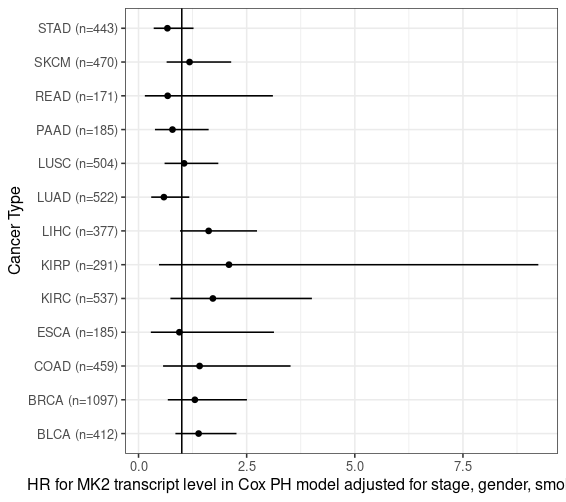 STAD (n=443)
SKCM (n=470)
READ (n=171)
PAAD (n=185)
LUSC (n=504)
LUAD (n=522)
LIHC (n=377)
KIRP (n=291)
KIRC (n=537)
ESCA (n=185)
COAD (n=459)
BRCA (n=1097)
BLCA (n=412)
Cancer Type
0.0 2.5 5.0 7.5
HR for MK2 transcript level in Cox PH model adjusted for stage, gender, smo